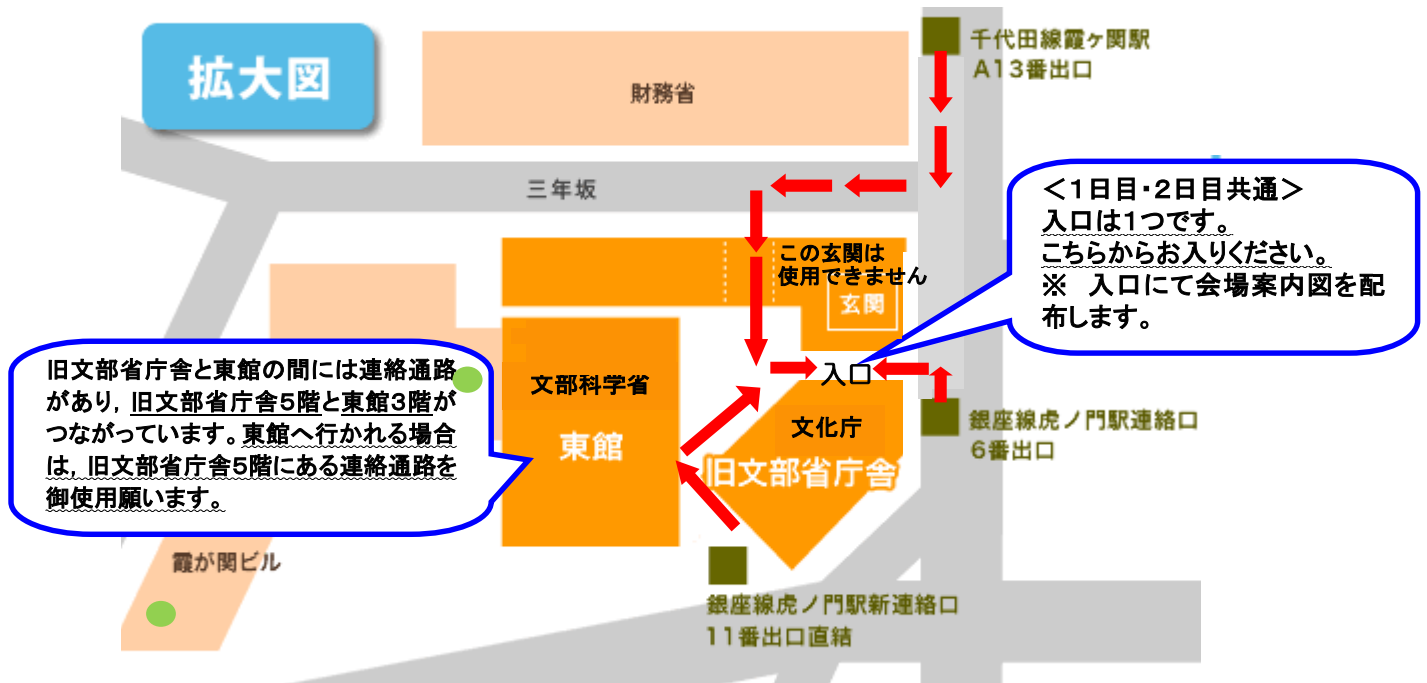 拡大図
財務省
千代田線霞ヶ関駅
A13番出口
三年坂
＜1日目・2日目共通＞
入口は1つです。
こちらからお入りください。
※　入口にて会場案内図を配
布します。
この玄関は
使用できません
玄関
旧文部省庁舎と東館の間には連絡通路
があり，旧文部省庁舎5階と東館3階が
つながっています。東館へ行かれる場合
は，旧文部省庁舎5階にある連絡通路を
御使用願います。
文部科学省
東館
入口
文化庁
旧文部省庁舎
銀座線虎ノ門駅連絡口
6番出口
霞が関ビル
銀座線虎ノ門駅新連絡口
11番出口直結